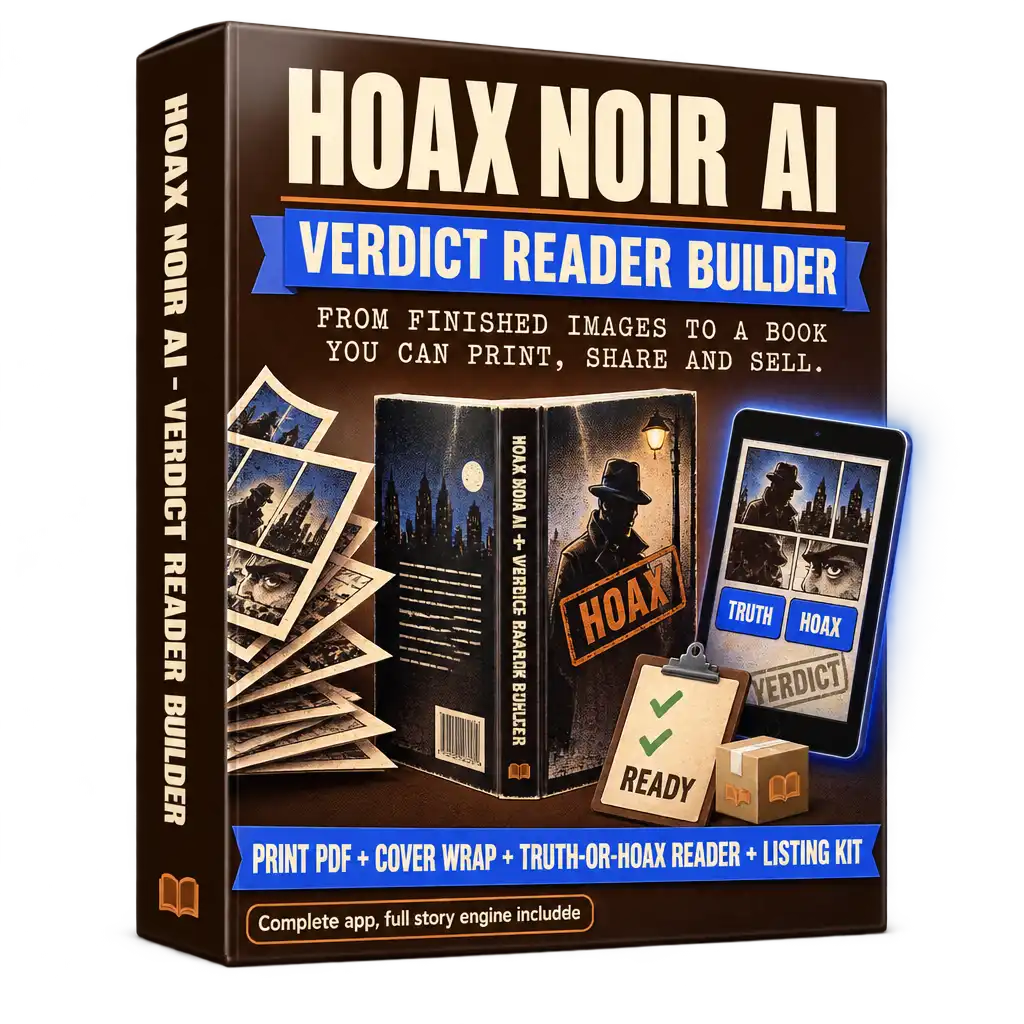 HOAX NOIR AI
VERDICT READER BUILDER
FROM FINISHED IMAGES TO A BOOK
YOU CAN PRINT, SHARE AND SELL.
HOAX NOIR AI - VERDICT READER BUILDER
HOAX
TRUTH
HOAX
VERDICT
READY
PRINT PDF + COVER WRAP + TRUTH-OR-HOAX READER + LISTING KIT
Complete app, full story engine includde